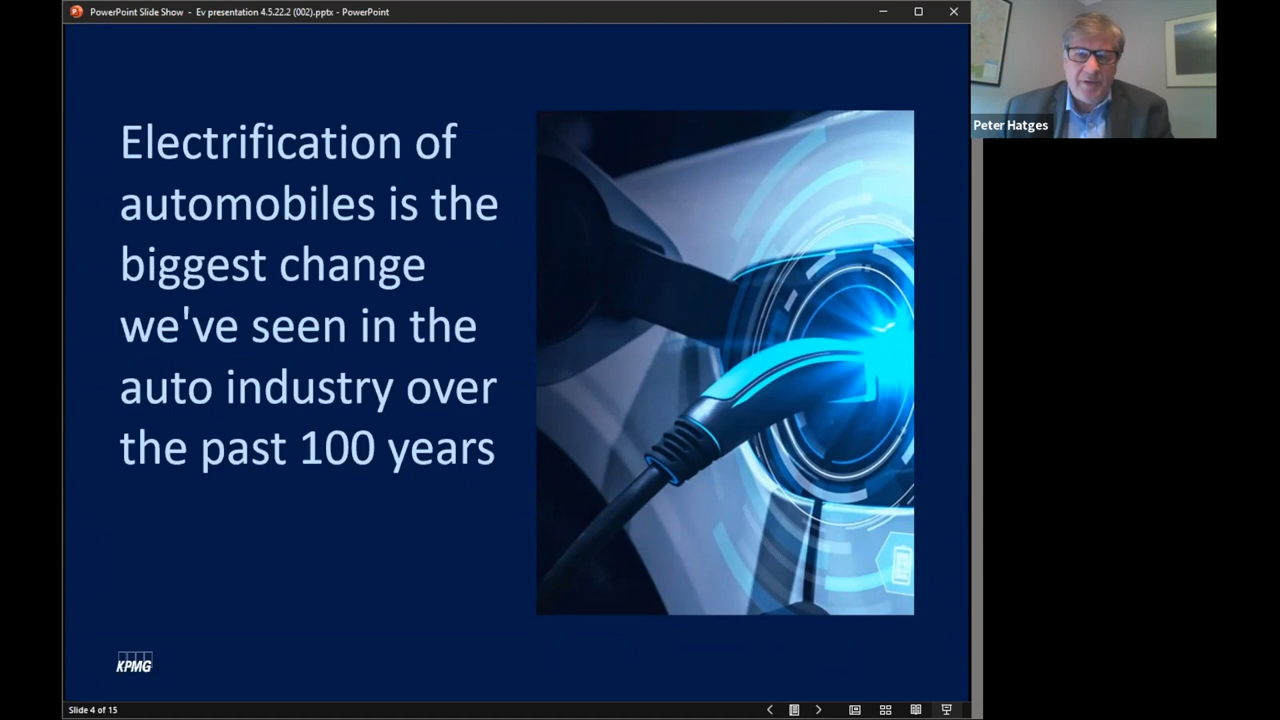 PowerPoint Slide Show - Ev presentation 4.5.22.2 (002).pptx - PowerPoint
Electrification of
automobiles is the
biggest change
we've seen in the
auto industry over
the past 100 years
KPMG
Slide 4 of 15
Peter Hatges